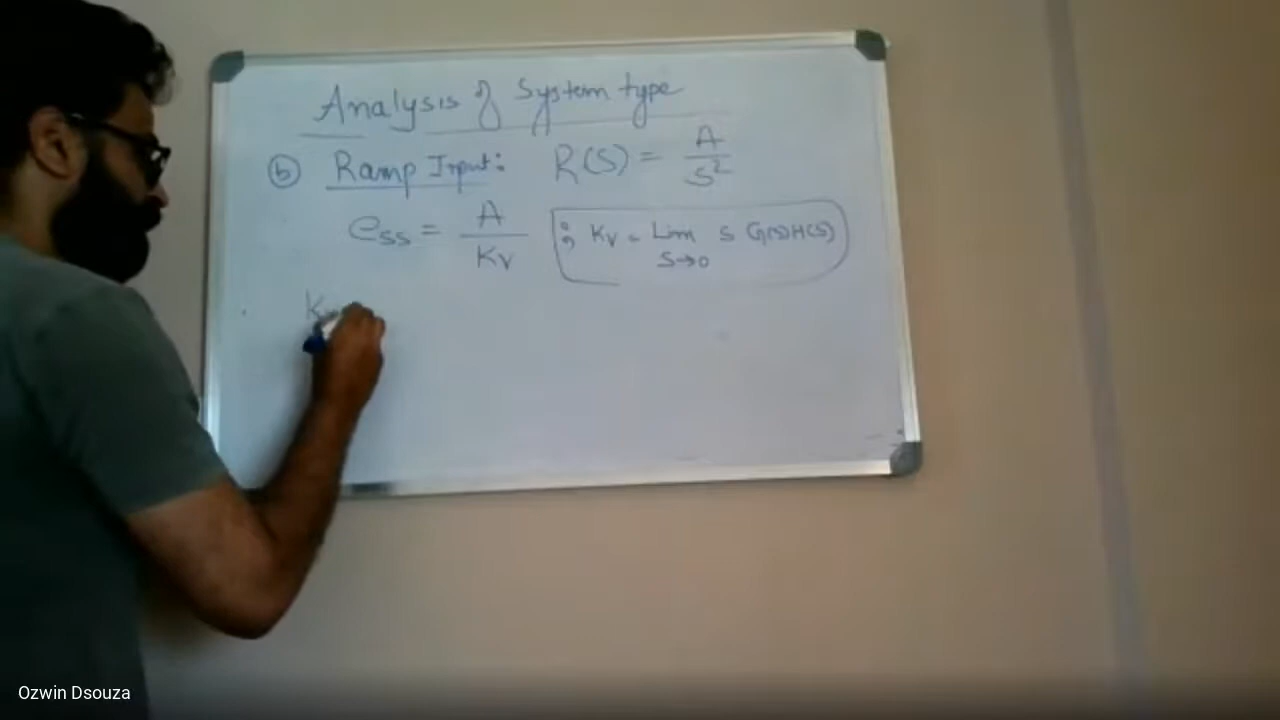 Analysis of System type
(b) Ramp Input: R(s) = A/s²
ess = A/Kv ; Kv = Lim s→0 s G(s)H(s)
K
Ozwin Dsouza